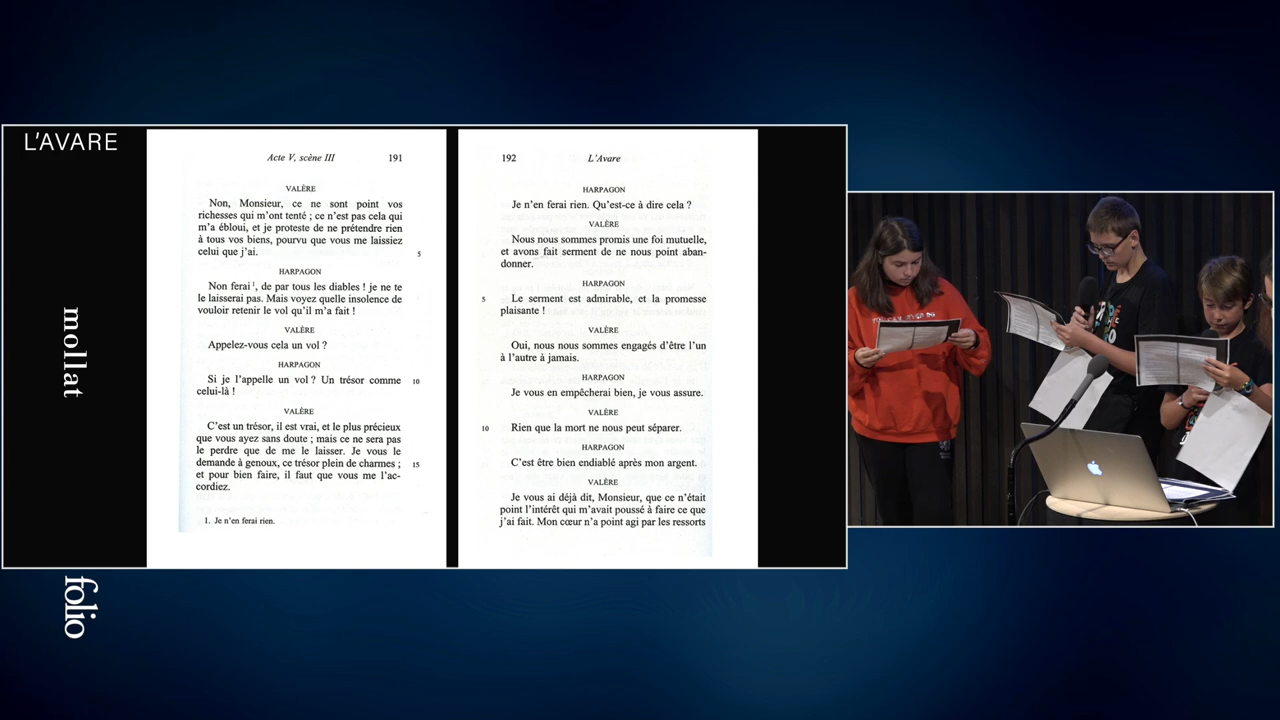 L'AVARE
mollat
folio
Acte V, scène III 191
VALÈRE
Non, Monsieur, ce ne sont point vos
richesses qui m'ont tenté ; ce n'est pas cela qui
m'a ébloui, et je proteste de ne prétendre rien
à tous vos biens, pourvu que vous me laissiez
celui que j'ai. 5
HARPAGON
Non ferai¹, de par tous les diables ! je ne te
le laisserai pas. Mais voyez quelle insolence de
vouloir retenir le vol qu'il m'a fait !
VALÈRE
Appelez-vous cela un vol ?
HARPAGON
Si je l'appelle un vol ? Un trésor comme 10
celui-là !
VALÈRE
C'est un trésor, il est vrai, et le plus précieux
que vous ayez sans doute ; mais ce ne sera pas
le perdre que de me le laisser. Je vous le
demande à genoux, ce trésor plein de charmes ; 15
et pour bien faire, il faut que vous me l'ac-
cordiez.
1. Je n'en ferai rien.
192 L'Avare
HARPAGON
Je n'en ferai rien. Qu'est-ce à dire cela ?
VALÈRE
Nous nous sommes promis une foi mutuelle,
et avons fait serment de ne nous point aban-
donner.
HARPAGON
5 Le serment est admirable, et la promesse
plaisante !
VALÈRE
Oui, nous nous sommes engagés d'être l'un
à l'autre à jamais.
HARPAGON
Je vous en empêcherai bien, je vous assure.
VALÈRE
10 Rien que la mort ne nous peut séparer.
HARPAGON
C'est être bien endiablé après mon argent.
VALÈRE
Je vous ai déjà dit, Monsieur, que ce n'était
point l'intérêt qui m'avait poussé à faire ce que
j'ai fait. Mon cœur n'a point agi par les ressorts